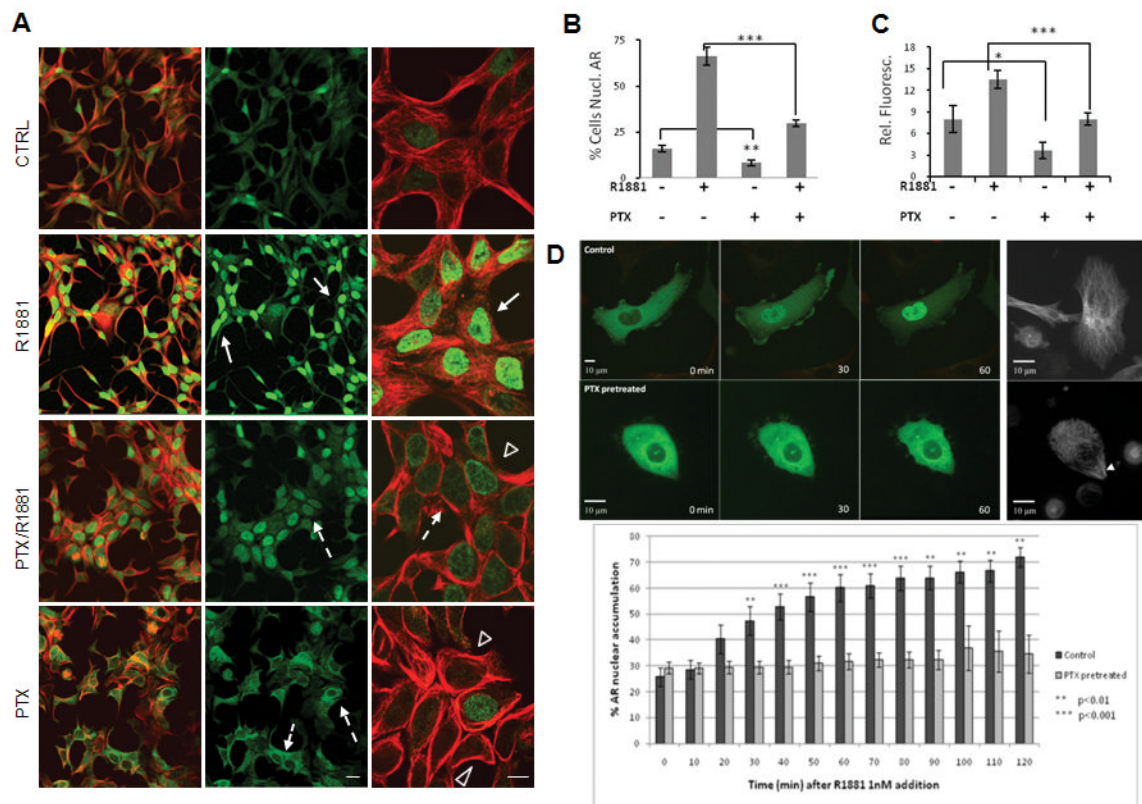 A
CTRL
R1881
PTX/R1881
PTX
B
% Cells Nucl. AR
75
50
25
0
***
**
R1881 - + - +
PTX - - + +
C
Rel. Fluoresc.
18
15
12
9
6
3
0
*
***
R1881 - + - +
PTX - - + +
D
Control
10 µm
0 min
30
60
10 µm
PTX pretreated
10 µm
0 min
30
60
10 µm
% AR nuclear accumulation
80
70
60
50
40
30
20
10
0
** *** *** *** *** *** ** ** ** **
0 10 20 30 40 50 60 70 80 90 100 110 120
Time (min) after R1881 1nM addition
Control
PTX pretreated
** p<0.01
*** p<0.001